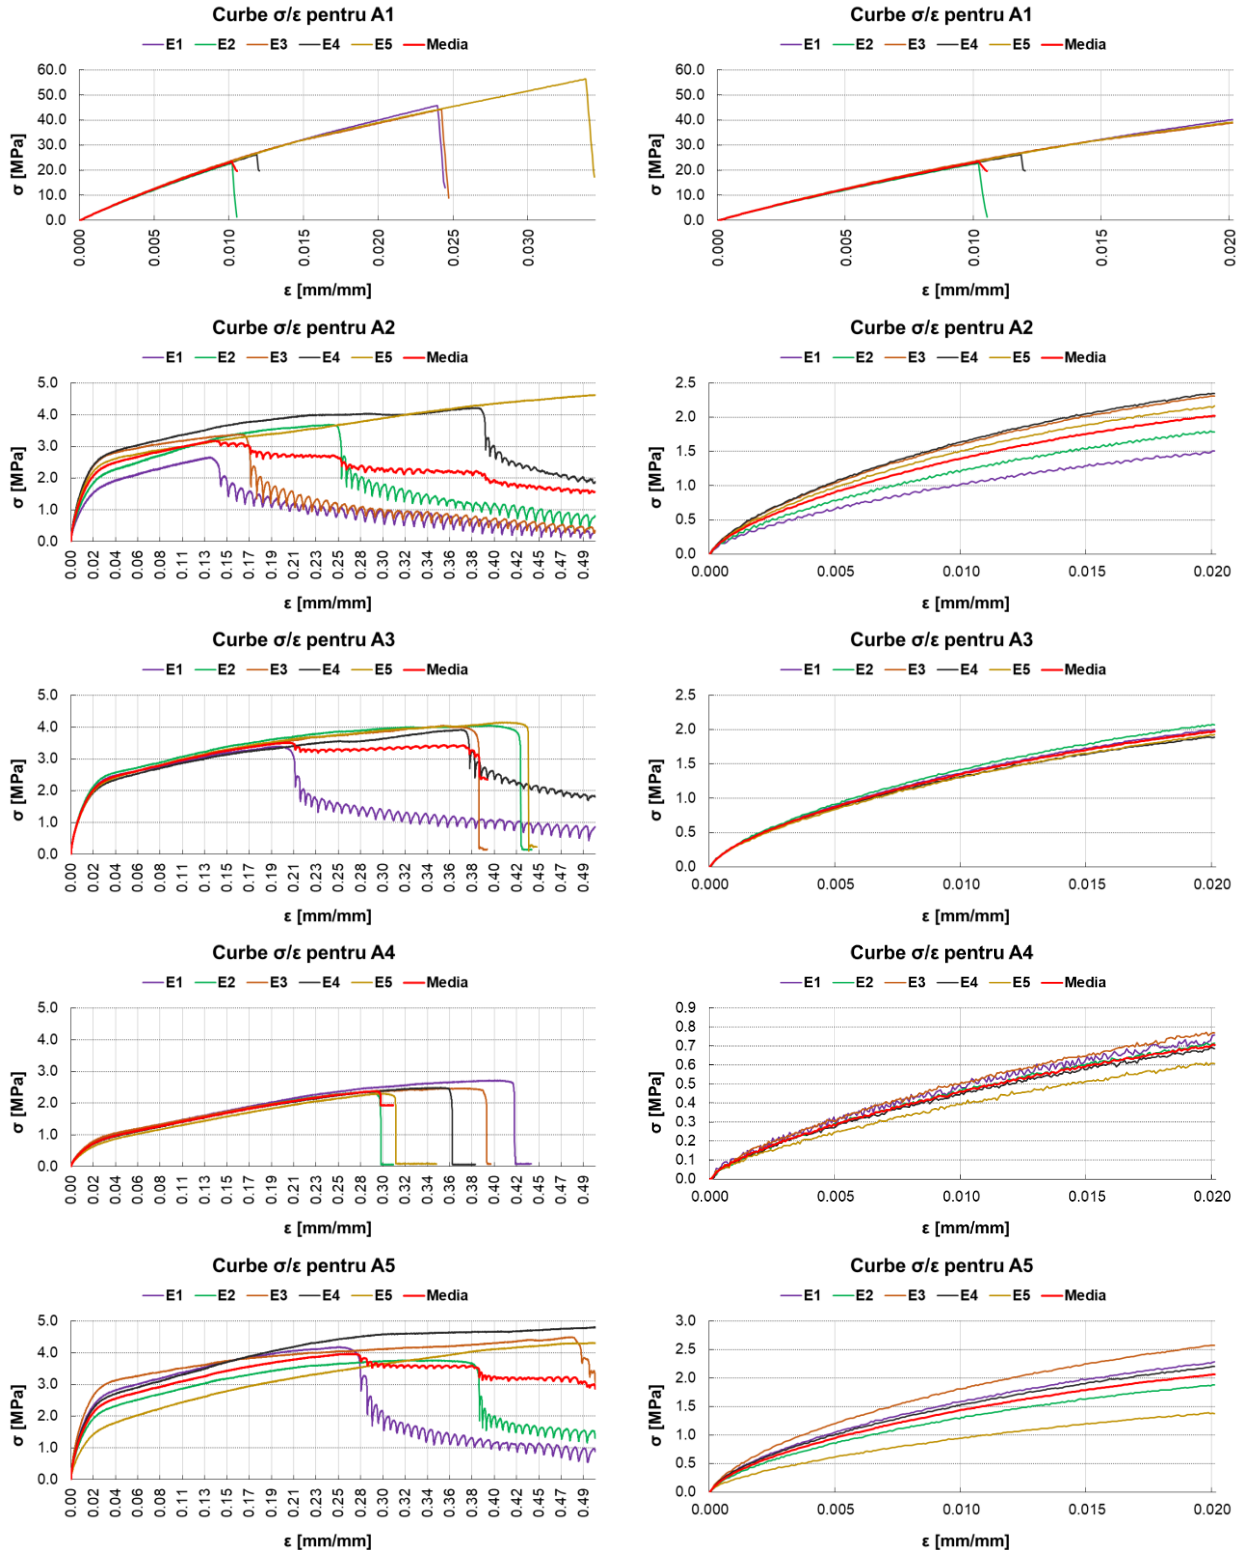 Curbe σ/ε pentru A1
E1 E2 E3 E4 E5 Media
σ [MPa]
60.0
50.0
40.0
30.0
20.0
10.0
0.0
0.000 0.005 0.010 0.015 0.020 0.025 0.030
ε [mm/mm]
Curbe σ/ε pentru A1
E1 E2 E3 E4 E5 Media
σ [MPa]
60.0
50.0
40.0
30.0
20.0
10.0
0.0
0.000 0.005 0.010 0.015 0.020
ε [mm/mm]
Curbe σ/ε pentru A2
E1 E2 E3 E4 E5 Media
σ [MPa]
5.0
4.0
3.0
2.0
1.0
0.0
0.00 0.02 0.04 0.06 0.08 0.11 0.13 0.15 0.17 0.19 0.21 0.23 0.25 0.28 0.30 0.32 0.34 0.36 0.38 0.40 0.42 0.45 0.47 0.49
ε [mm/mm]
Curbe σ/ε pentru A2
E1 E2 E3 E4 E5 Media
σ [MPa]
2.5
2.0
1.5
1.0
0.5
0.0
0.000 0.005 0.010 0.015 0.020
ε [mm/mm]
Curbe σ/ε pentru A3
E1 E2 E3 E4 E5 Media
σ [MPa]
5.0
4.0
3.0
2.0
1.0
0.0
0.00 0.02 0.04 0.06 0.08 0.11 0.13 0.15 0.17 0.19 0.21 0.23 0.25 0.28 0.30 0.32 0.34 0.36 0.38 0.40 0.42 0.45 0.47 0.49
ε [mm/mm]
Curbe σ/ε pentru A3
E1 E2 E3 E4 E5 Media
σ [MPa]
2.5
2.0
1.5
1.0
0.5
0.0
0.000 0.005 0.010 0.015 0.020
ε [mm/mm]
Curbe σ/ε pentru A4
E1 E2 E3 E4 E5 Media
σ [MPa]
5.0
4.0
3.0
2.0
1.0
0.0
0.00 0.02 0.04 0.06 0.08 0.11 0.13 0.15 0.17 0.19 0.21 0.23 0.25 0.28 0.30 0.32 0.34 0.36 0.38 0.40 0.42 0.45 0.47 0.49
ε [mm/mm]
Curbe σ/ε pentru A4
E1 E2 E3 E4 E5 Media
σ [MPa]
0.9
0.8
0.7
0.6
0.5
0.4
0.3
0.2
0.1
0.0
0.000 0.005 0.010 0.015 0.020
ε [mm/mm]
Curbe σ/ε pentru A5
E1 E2 E3 E4 E5 Media
σ [MPa]
5.0
4.0
3.0
2.0
1.0
0.0
0.00 0.02 0.04 0.06 0.08 0.11 0.13 0.15 0.17 0.19 0.21 0.23 0.25 0.28 0.30 0.32 0.34 0.36 0.38 0.40 0.42 0.45 0.47 0.49
ε [mm/mm]
Curbe σ/ε pentru A5
E1 E2 E3 E4 E5 Media
σ [MPa]
3.0
2.5
2.0
1.5
1.0
0.5
0.0
0.000 0.005 0.010 0.015 0.020
ε [mm/mm]